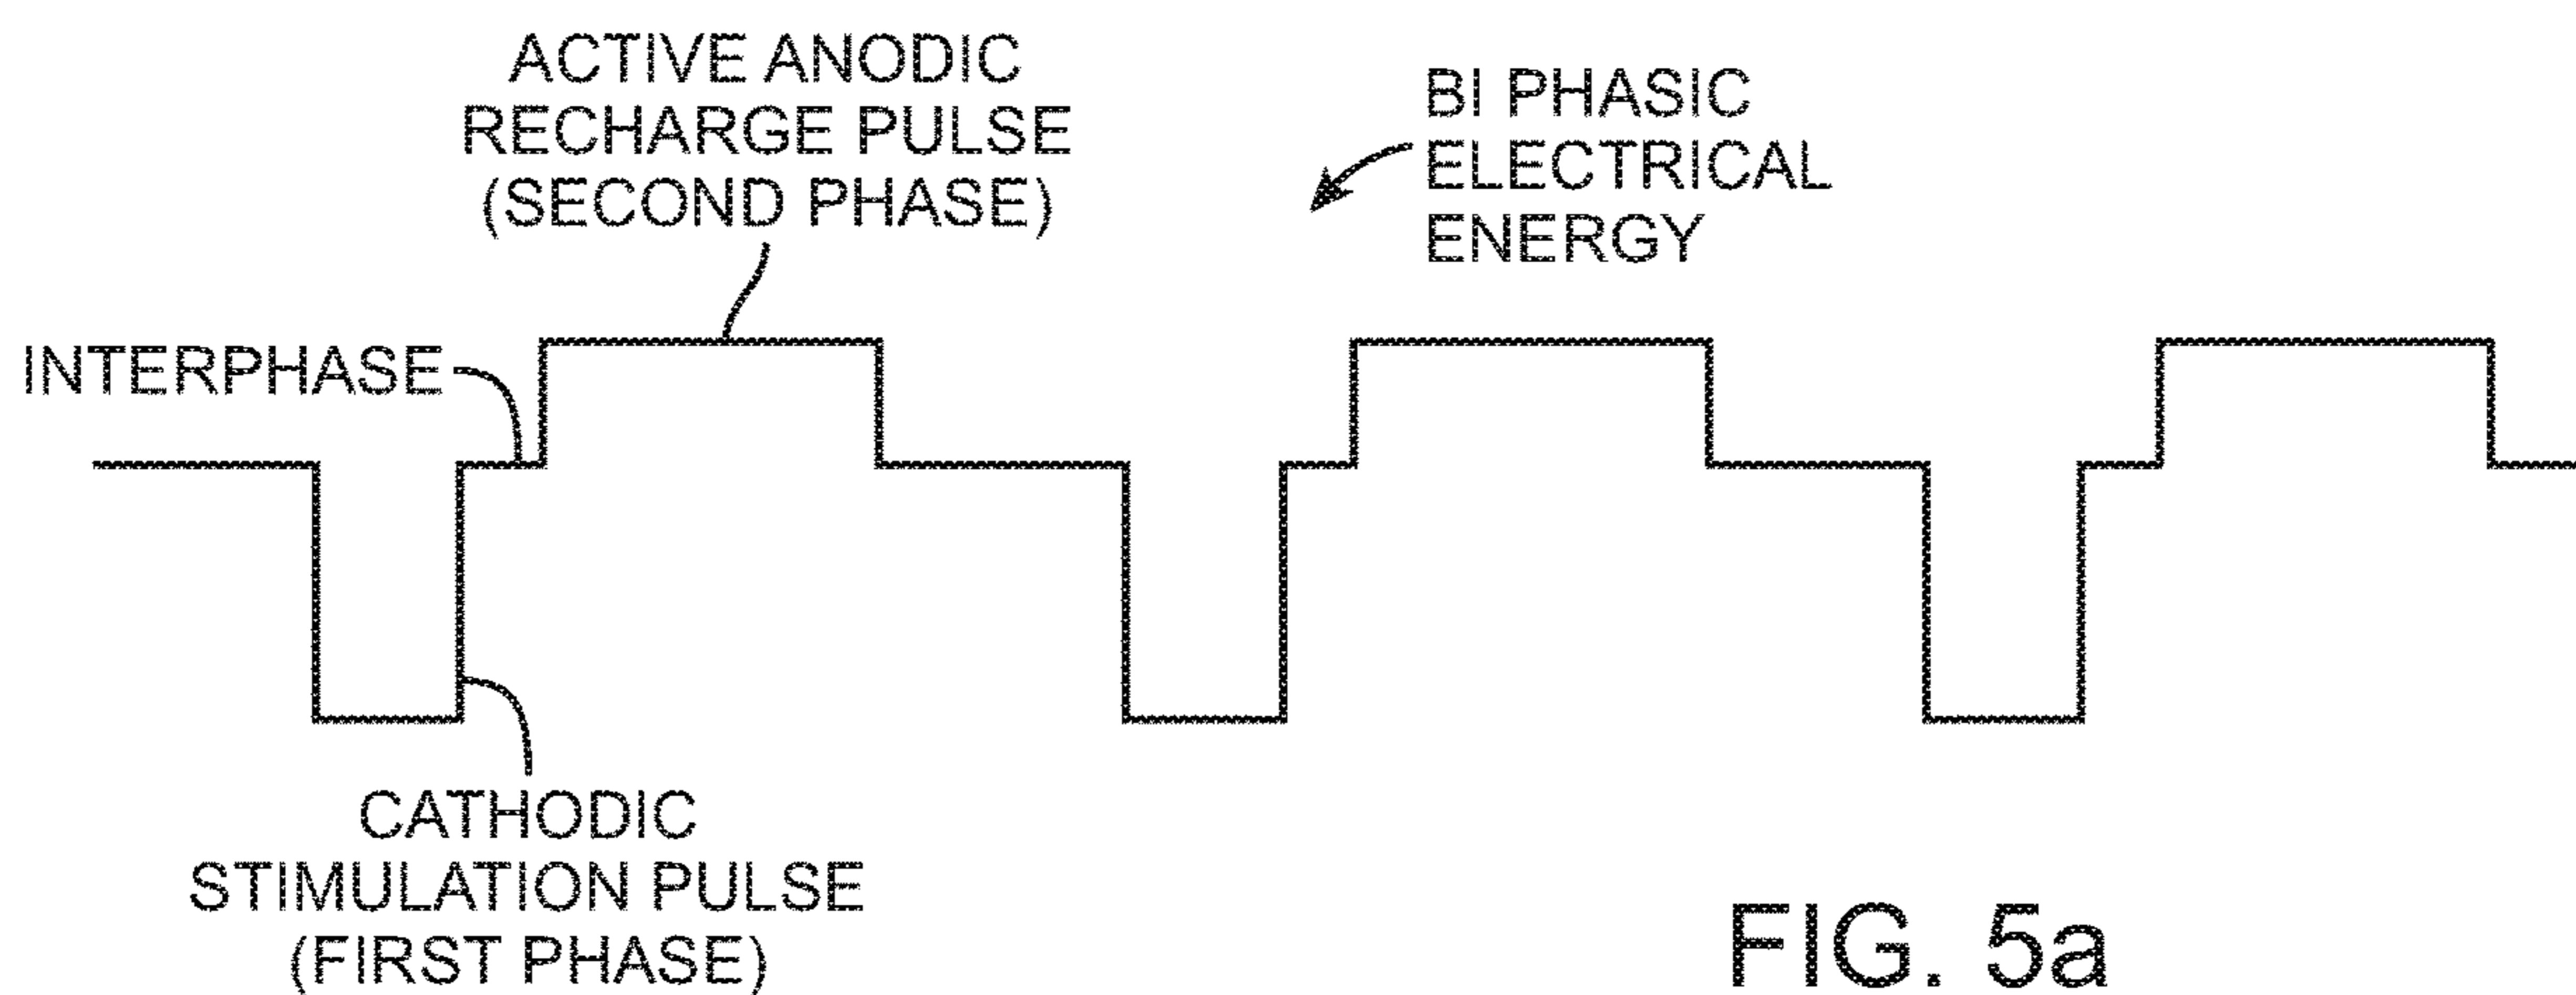 ACTIVE ANODIC
RECHARGE PULSE
(SECOND PHASE)
BI PHASIC
ELECTRICAL
ENERGY
INTERPHASE
CATHODIC
STIMULATION PULSE
(FIRST PHASE)
FIG. 5a